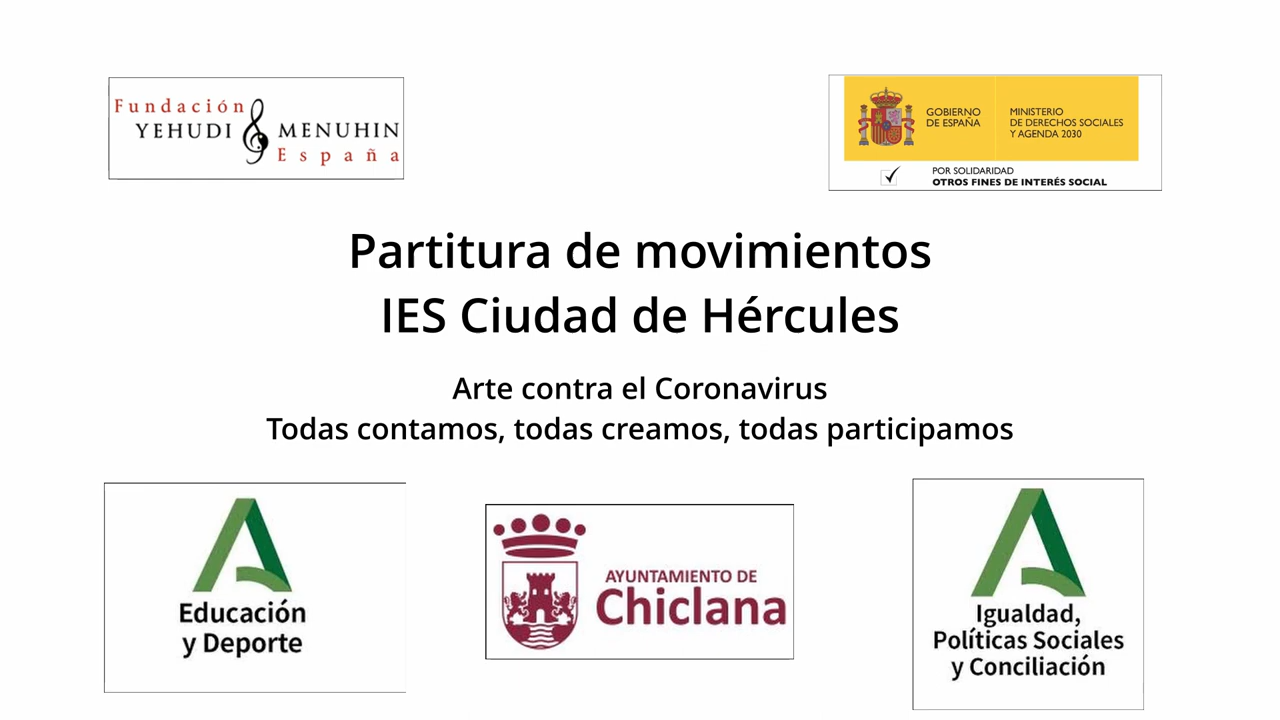 Fundación
YEHUDI MENUHIN
España
GOBIERNO
DE ESPAÑA
MINISTERIO
DE DERECHOS SOCIALES
Y AGENDA 2030
POR SOLIDARIDAD
OTROS FINES DE INTERÉS SOCIAL
Partitura de movimientos
IES Ciudad de Hércules
Arte contra el Coronavirus
Todas contamos, todas creamos, todas participamos
Educación
y Deporte
AYUNTAMIENTO DE
Chiclana
Igualdad,
Políticas Sociales
y Conciliación